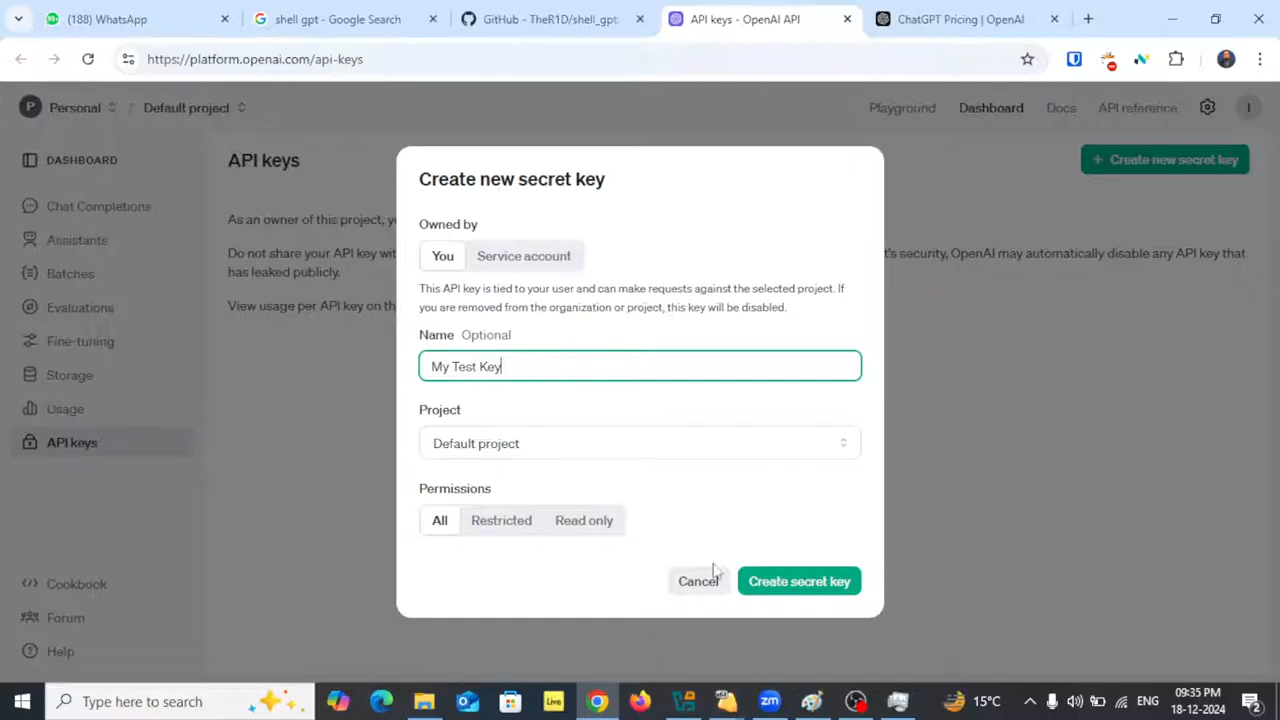 (188) WhatsApp
shell gpt - Google Search
GitHub - TheR1D/shell_gpt:
API keys - OpenAI API
ChatGPT Pricing | OpenAI
https://platform.openai.com/api-keys
P Personal / Default project
Playground Dashboard Docs API reference I
DASHBOARD
Chat Completions
Assistants
Batches
Evaluations
Fine-tuning
Storage
Usage
API keys
Cookbook
Forum
Help
API keys
+ Create new secret key
As an owner of this project, yo
Do not share your API key wit
't's security, OpenAI may automatically disable any API key that
has leaked publicly.
View usage per API key on the
Create new secret key
Owned by
You Service account
This API key is tied to your user and can make requests against the selected project. If
you are removed from the organization or project, this key will be disabled.
Name Optional
My Test Key
Project
Default project
Permissions
All Restricted Read only
Cancel Create secret key
Type here to search
Live
zm
15°C
ENG
09:35 PM
18-12-2024
2